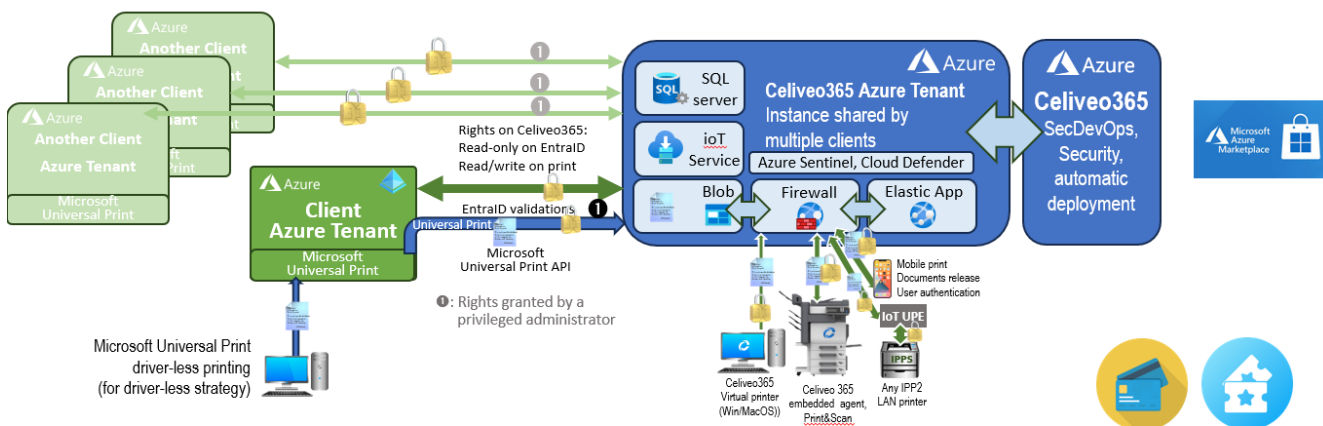 Azure
Another Client
Azure
Another Client
Azure
Another Client
Azure Tenant
Microsoft
Universal Print
Azure
Client
Azure Tenant
Microsoft
Universal Print
Microsoft Universal Print
driver-less printing
(for driver-less strategy)
1
1
1
Rights on Celiveo365:
Read-only on EntraID
Read/write on print
EntraID validations
1
Universal Print
Microsoft
Universal Print API
1: Rights granted by a
privileged administrator
Azure
SQL
SQL
server
Celiveo365 Azure Tenant
Instance shared by
multiple clients
ioT
Service
Azure Sentinel, Cloud Defender
Blob
Firewall
Elastic App
Azure
Celiveo365
SecDevOps,
Security,
automatic
deployment
Microsoft
Azure
Marketplace
Mobile print
Documents release
User authentication
IoT UPE
IPPS
Any IPP2
LAN printer
Celiveo365
Virtual printer
(Win/MacOS))
Celiveo 365
embedded agent,
Print&Scan